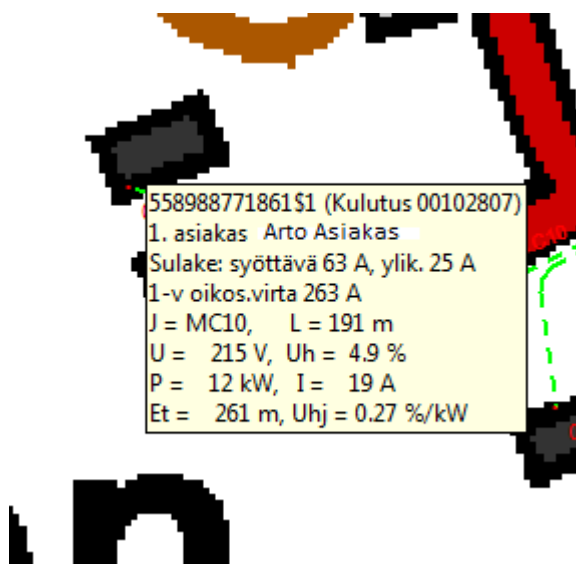 558988771861$1 (Kulutus 00102807)
1. asiakas Arto Asiakas
Sulake: syöttävä 63 A, ylik. 25 A
1-v oikos.virta 263 A
J = MC10, L = 191 m
U = 215 V, Uh = 4.9 %
P = 12 kW, I = 19 A
Et = 261 m, Uhj = 0.27 %/kW